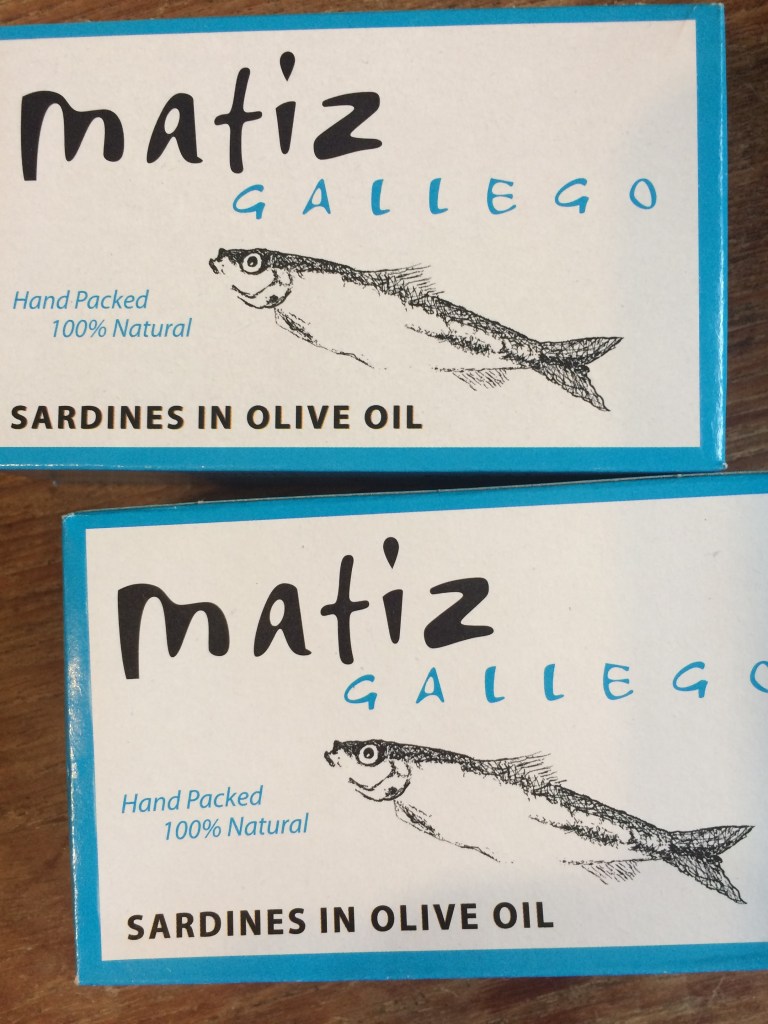 matiz
GALLEGO
Hand Packed
100% Natural
SARDINES IN OLIVE OIL
matiz
GALLEGO
Hand Packed
100% Natural
SARDINES IN OLIVE OIL